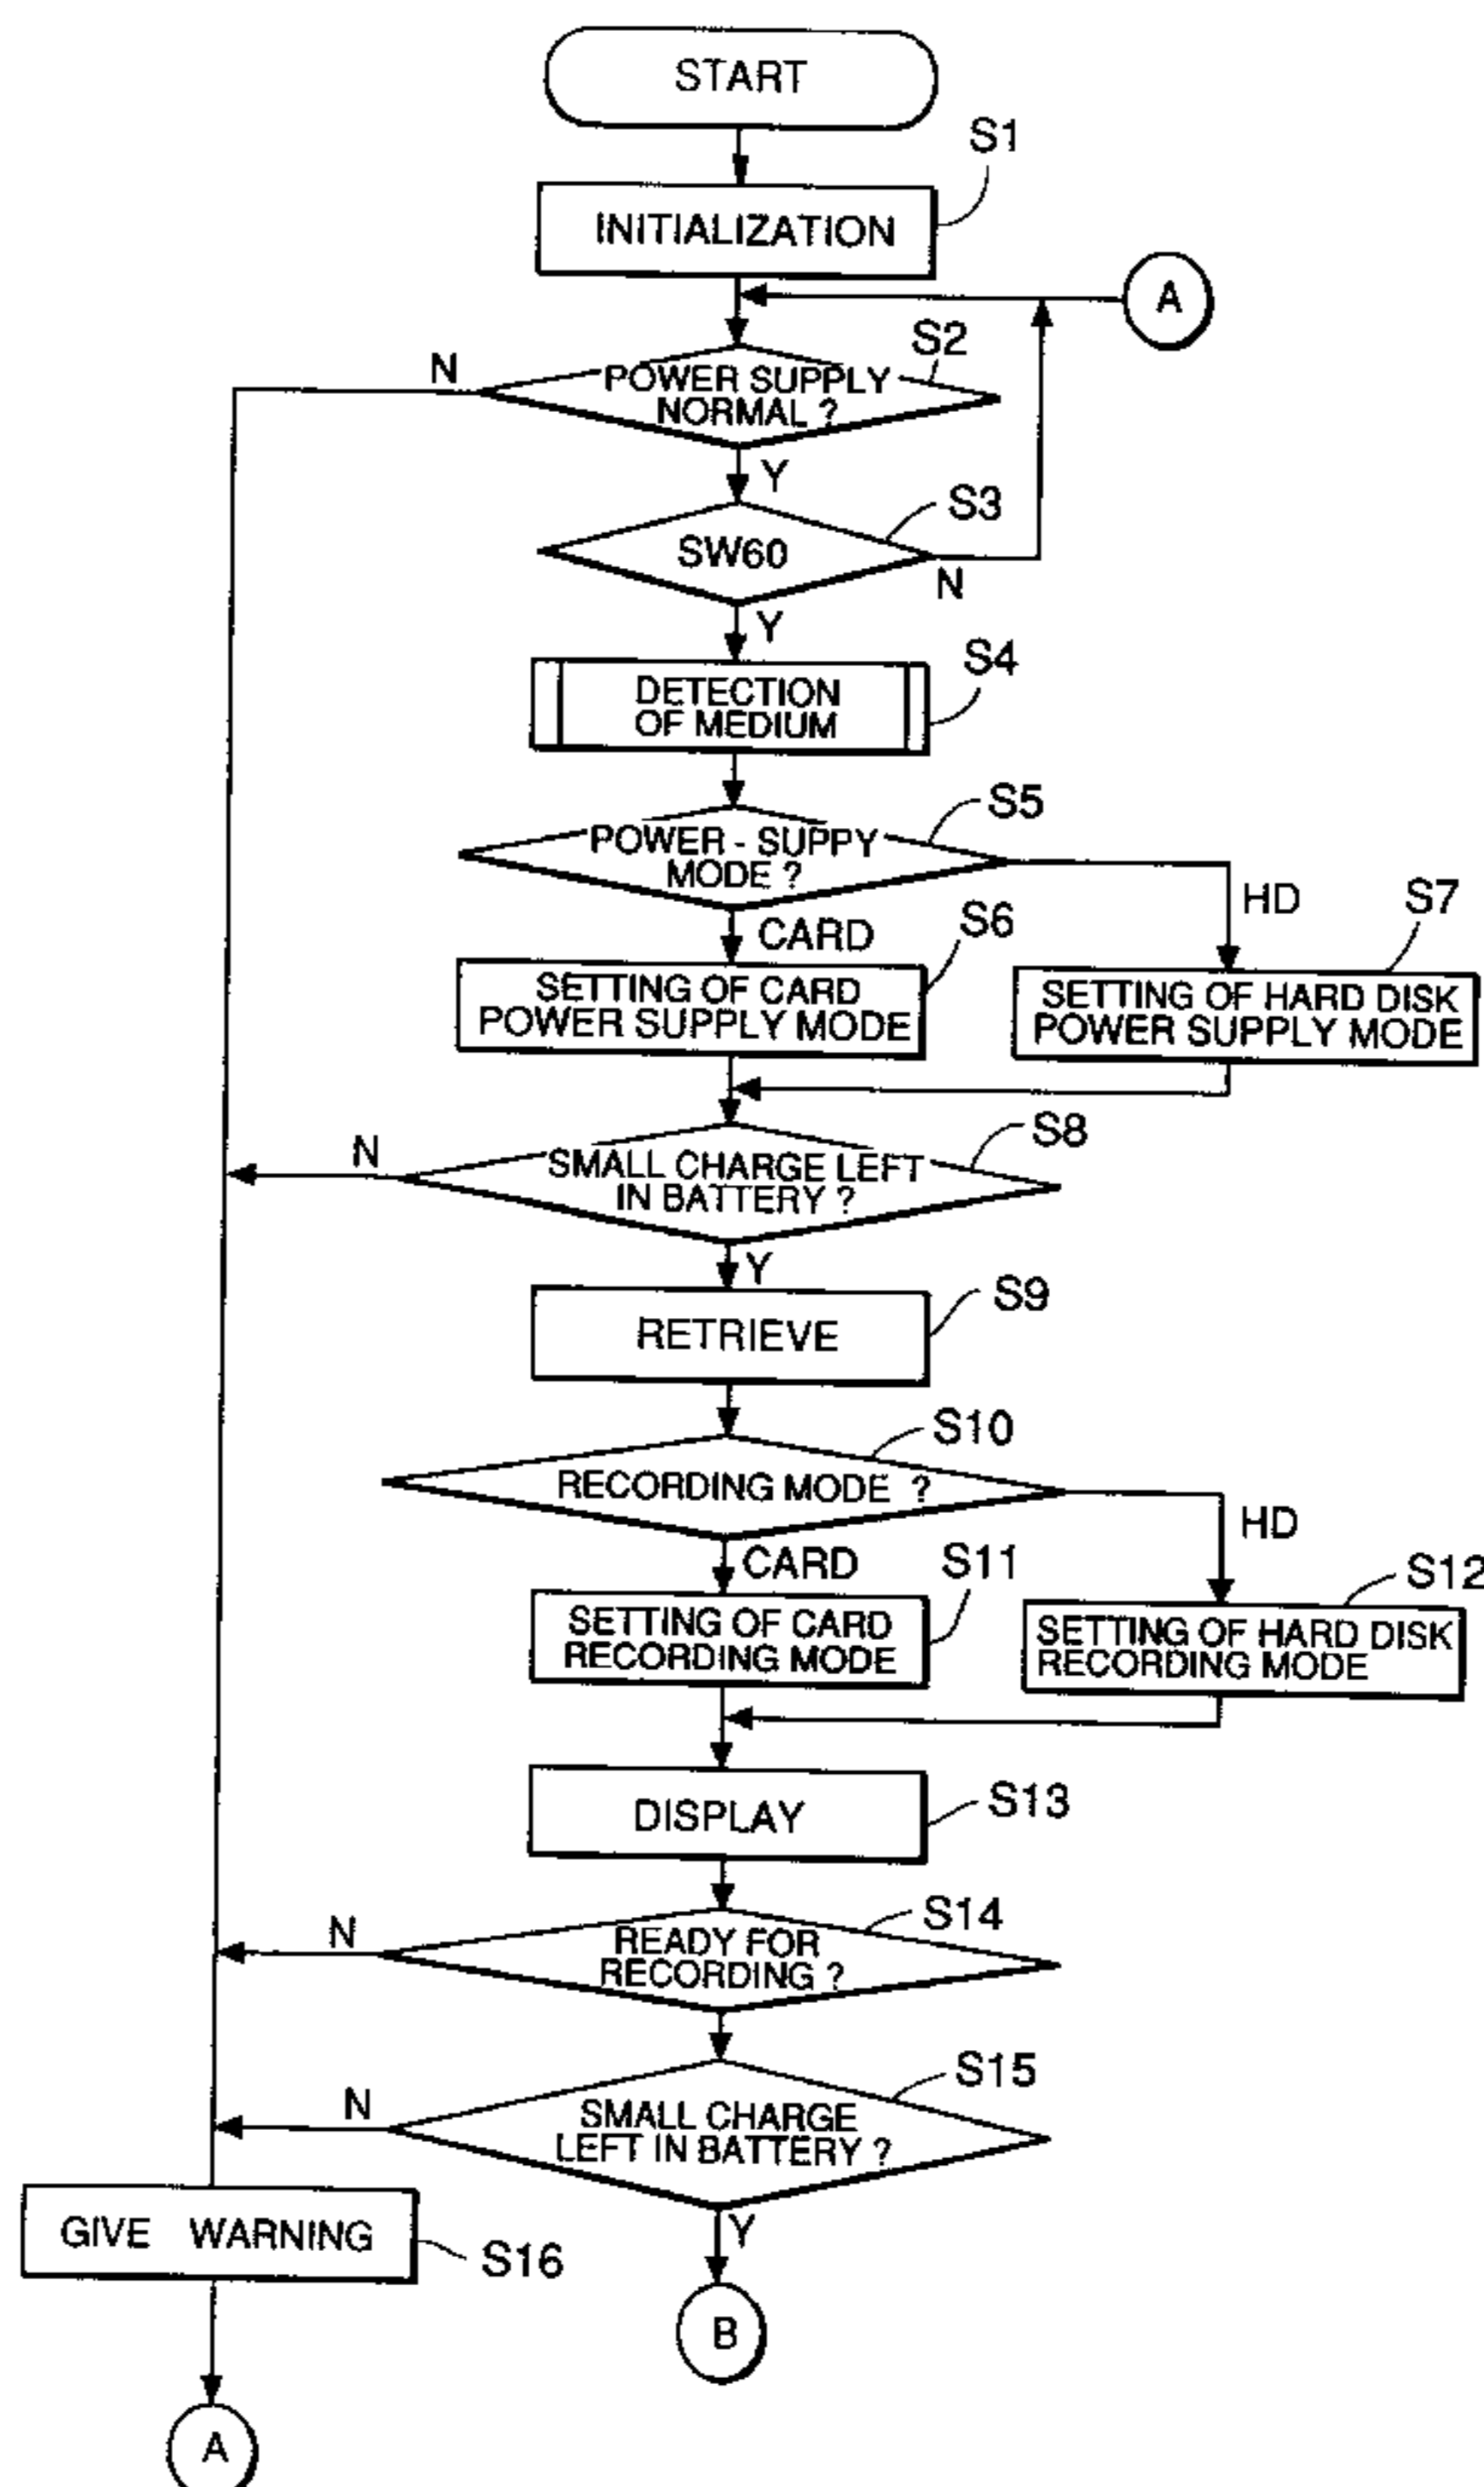 START
S1
INITIALIZATION
A
S2
N
POWER SUPPLY
NORMAL ?
Y
S3
SW60
N
Y
S4
DETECTION
OF MEDIUM
S5
POWER - SUPPY
MODE ?
HD
S7
S6
CARD
SETTING OF CARD
POWER SUPPLY MODE
SETTING OF HARD DISK
POWER SUPPLY MODE
S8
N
SMALL CHARGE LEFT
IN BATTERY ?
Y
S9
RETRIEVE
S10
RECORDING MODE ?
HD
CARD
S11
S12
SETTING OF CARD
RECORDING MODE
SETTING OF HARD DISK
RECORDING MODE
S13
DISPLAY
S14
N
READY FOR
RECORDING ?
S15
N
SMALL CHARGE
LEFT IN BATTERY ?
Y
GIVE WARNING
S16
B
A